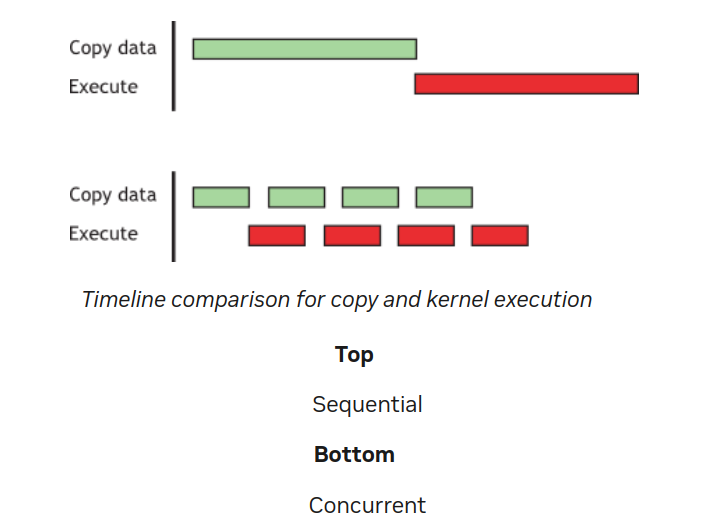 Copy data
Execute
Copy data
Execute
Timeline comparison for copy and kernel execution
Top
Sequential
Bottom
Concurrent